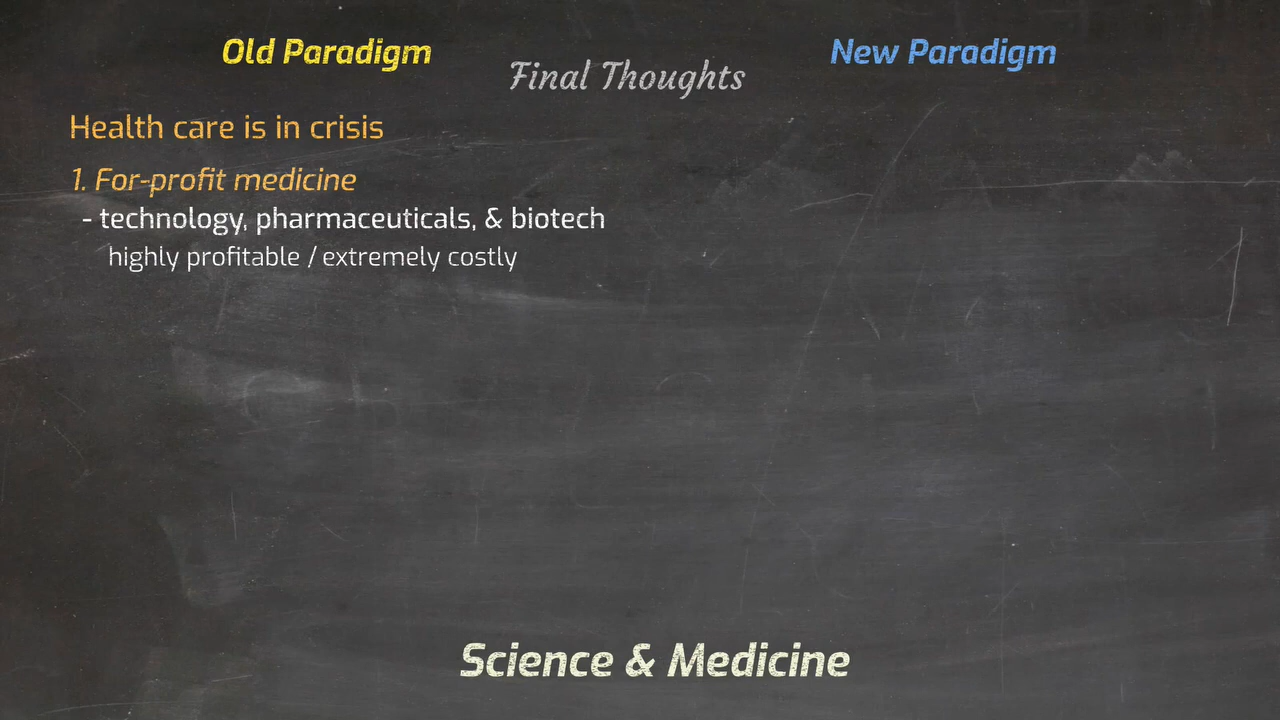 Old Paradigm
Final Thoughts
New Paradigm
Health care is in crisis
1. For-profit medicine
- technology, pharmaceuticals, & biotech
highly profitable / extremely costly
Science & Medicine